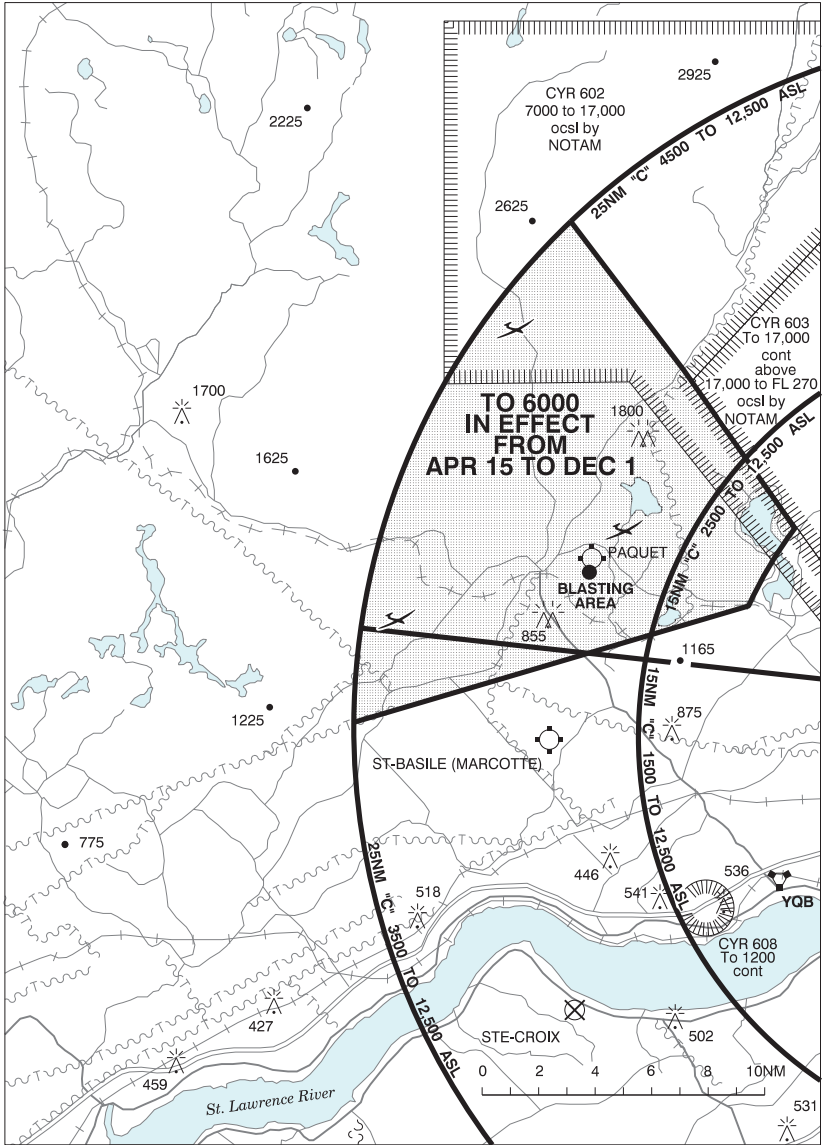 2925
CYR 602
7000 to 17,000
ocsl by
NOTAM
2225
25NM "C" 4500 TO 12,500 ASL
2625
CYR 603
To 17,000
cont
above
17,000 to FL 270
ocsl by
NOTAM
1700
TO 6000
IN EFFECT
FROM
APR 15 TO DEC 1
1800
1625
15NM "C" 2500 TO 12,500 ASL
PAQUET
BLASTING
AREA
855
1165
1225
875
15NM "C" 1500 TO 12,500 ASL
ST-BASILE (MARCOTTE)
775
25NM "C" 3500 TO 12,500 ASL
446
518
541
536
YQB
CYR 608
To 1200
cont
427
STE-CROIX
502
459
0 2 4 6 8 10NM
St. Lawrence River
531